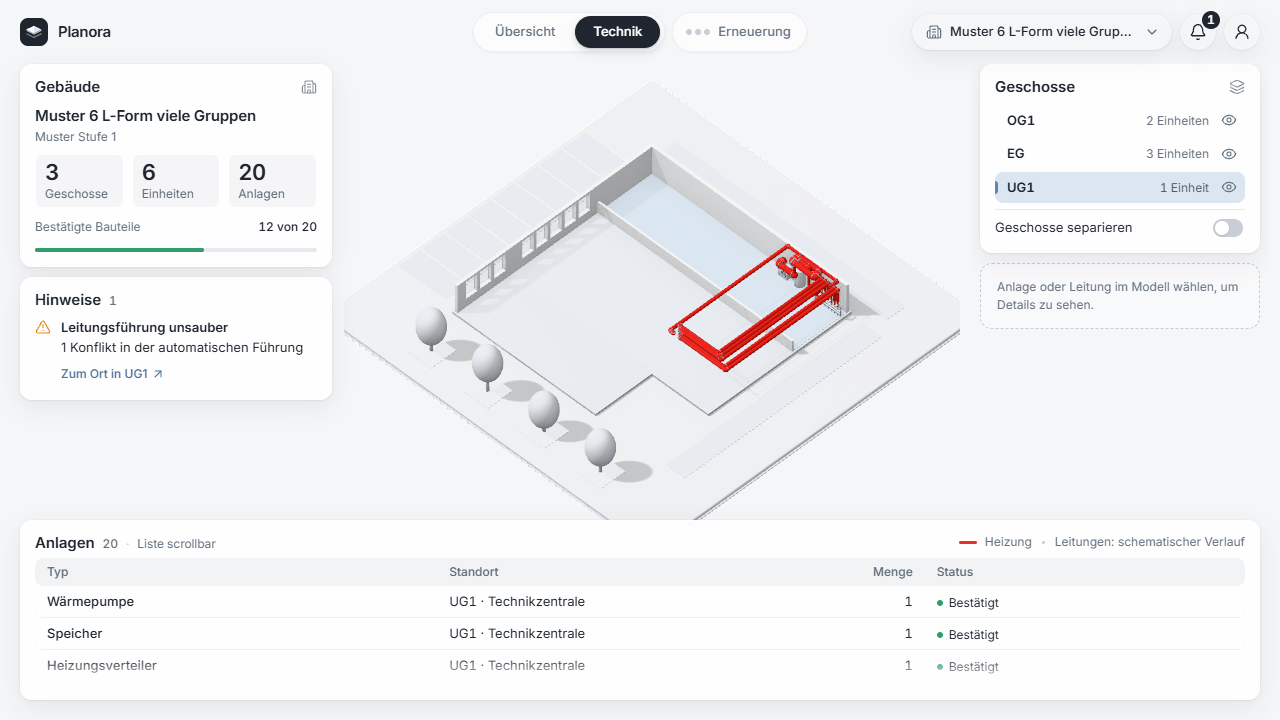 Planora
Übersicht
Technik
Erneuerung
Muster 6 L-Form viele Grup...
1
Gebäude
Muster 6 L-Form viele Gruppen
Muster Stufe 1
3
Geschosse
6
Einheiten
20
Anlagen
Bestätigte Bauteile
12 von 20
Hinweise 1
Leitungsführung unsauber
1 Konflikt in der automatischen Führung
Zum Ort in UG1
Geschosse
OG1 2 Einheiten
EG 3 Einheiten
UG1 1 Einheit
Geschosse separieren
Anlage oder Leitung im Modell wählen, um
Details zu sehen.
Anlagen 20 · Liste scrollbar
Heizung • Leitungen: schematischer Verlauf
Typ Standort Menge Status
Wärmepumpe UG1 · Technikzentrale 1 Bestätigt
Speicher UG1 · Technikzentrale 1 Bestätigt
Heizungsverteiler UG1 · Technikzentrale 1 Bestätigt